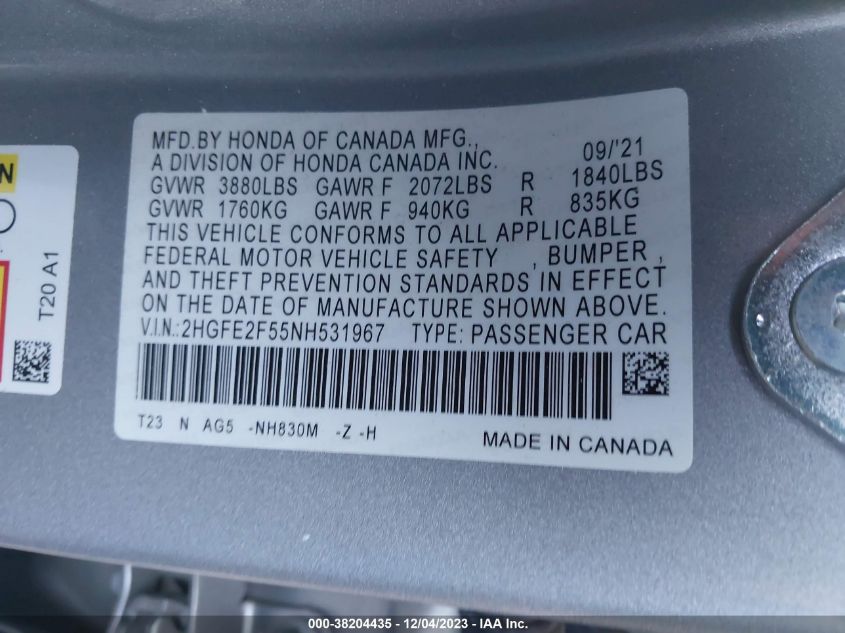 MFD.BY HONDA OF CANADA MFG.,
A DIVISION OF HONDA CANADA INC. 09/'21
GVWR 3880LBS GAWR F 2072LBS R 1840LBS
GVWR 1760KG GAWR F 940KG R 835KG
THIS VEHICLE CONFORMS TO ALL APPLICABLE
FEDERAL MOTOR VEHICLE SAFETY , BUMPER ,
AND THEFT PREVENTION STANDARDS IN EFFECT
ON THE DATE OF MANUFACTURE SHOWN ABOVE.
V.I.N.:2HGFE2F55NH531967 TYPE: PASSENGER CAR
T23 N AG5 -NH830M -Z -H
MADE IN CANADA
N
T20 A1
000-38204435 - 12/04/2023 - IAA Inc.